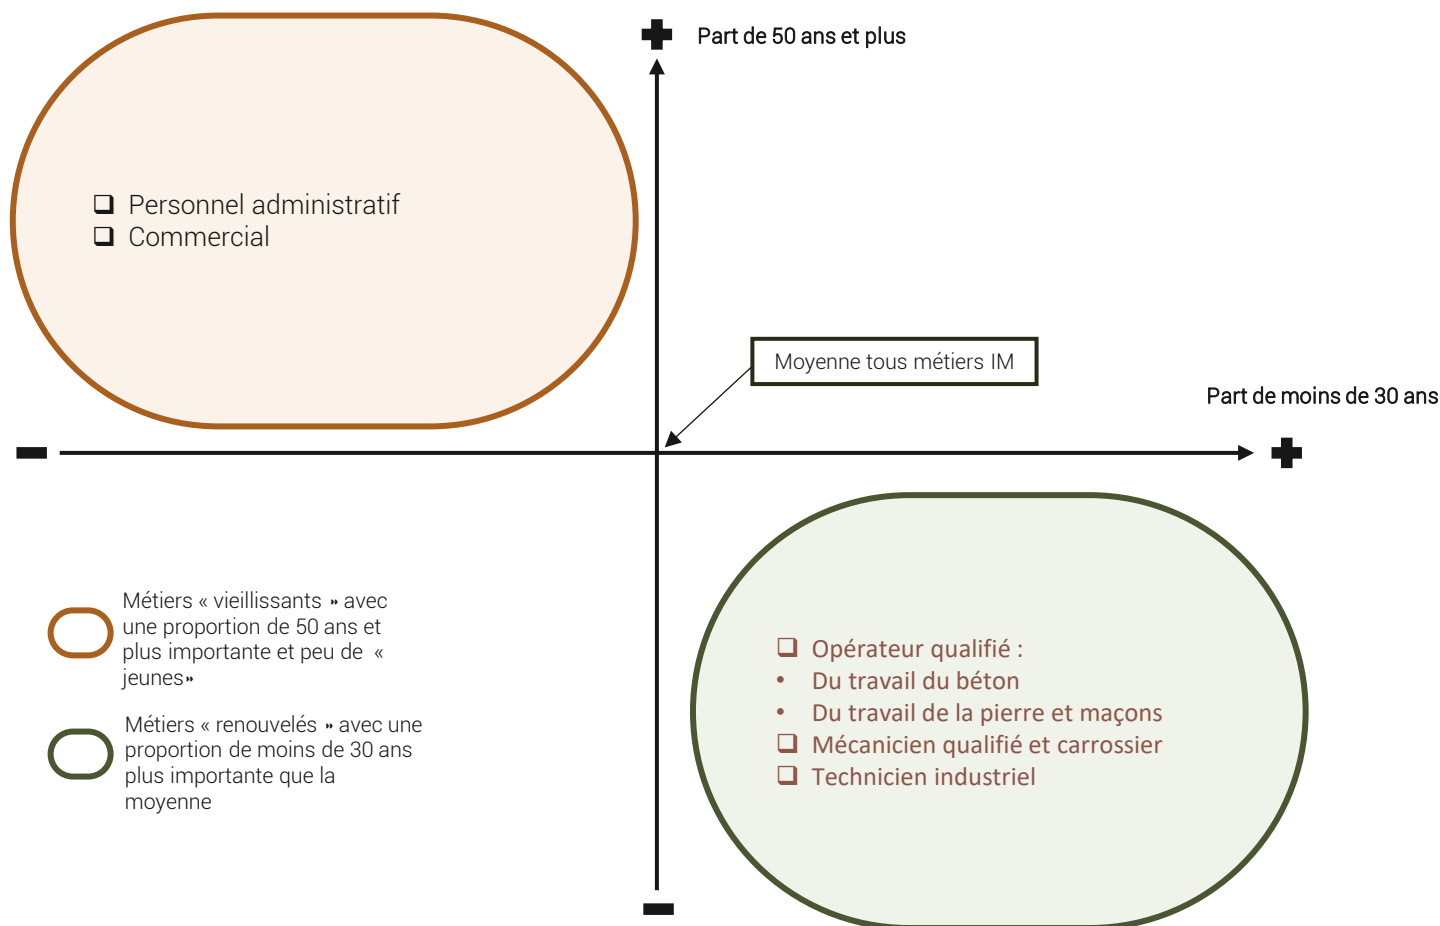 Part de 50 ans et plus
❑ Personnel administratif
❑ Commercial
Moyenne tous métiers IM
Part de moins de 30 ans
Métiers « vieillissants » avec
une proportion de 50 ans et
plus importante et peu de «
jeunes»
Métiers « renouvelés » avec une
proportion de moins de 30 ans
plus importante que la
moyenne
❑ Opérateur qualifié :
• Du travail du béton
• Du travail de la pierre et maçons
❑ Mécanicien qualifié et carrossier
❑ Technicien industriel